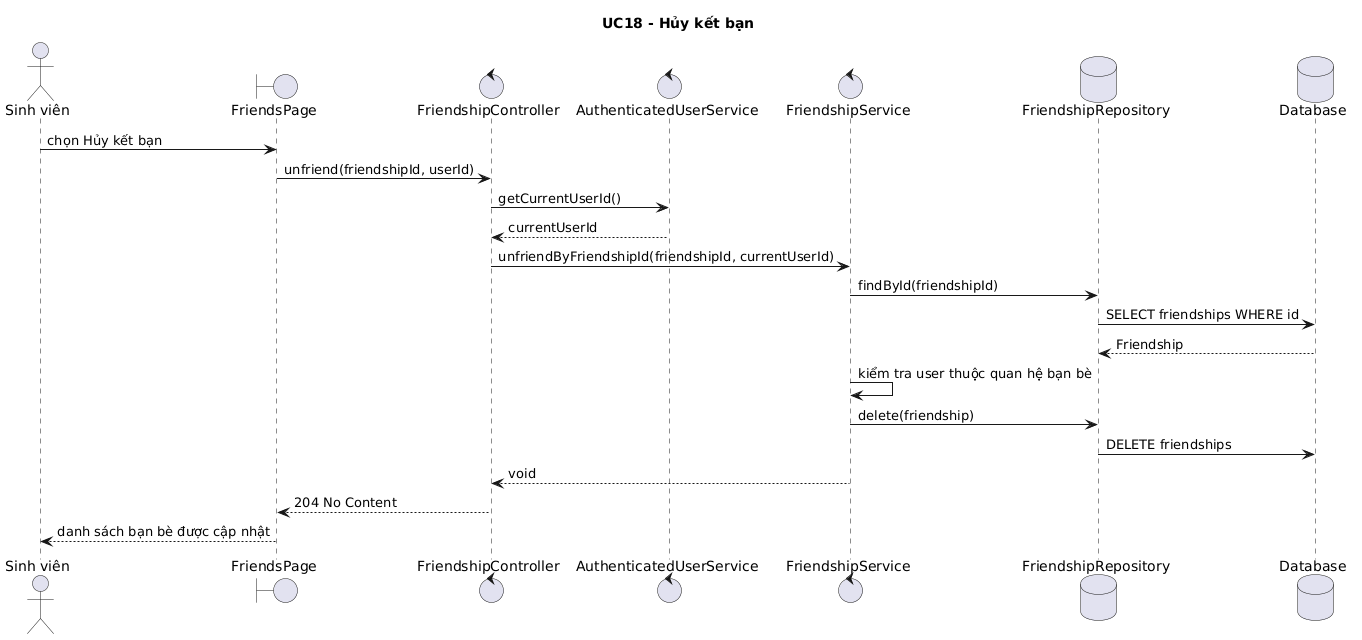 UC18 - Hủy kết bạn
Sinh viên
FriendsPage
FriendshipController
AuthenticatedUserService
FriendshipService
FriendshipRepository
Database
chọn Hủy kết bạn
unfriend(friendshipId, userId)
getCurrentUserId()
currentUserId
unfriendByFriendshipId(friendshipId, currentUserId)
findById(friendshipId)
SELECT friendships WHERE id
Friendship
kiểm tra user thuộc quan hệ bạn bè
delete(friendship)
DELETE friendships
void
204 No Content
danh sách bạn bè được cập nhật
Sinh viên
FriendsPage
FriendshipController
AuthenticatedUserService
FriendshipService
FriendshipRepository
Database